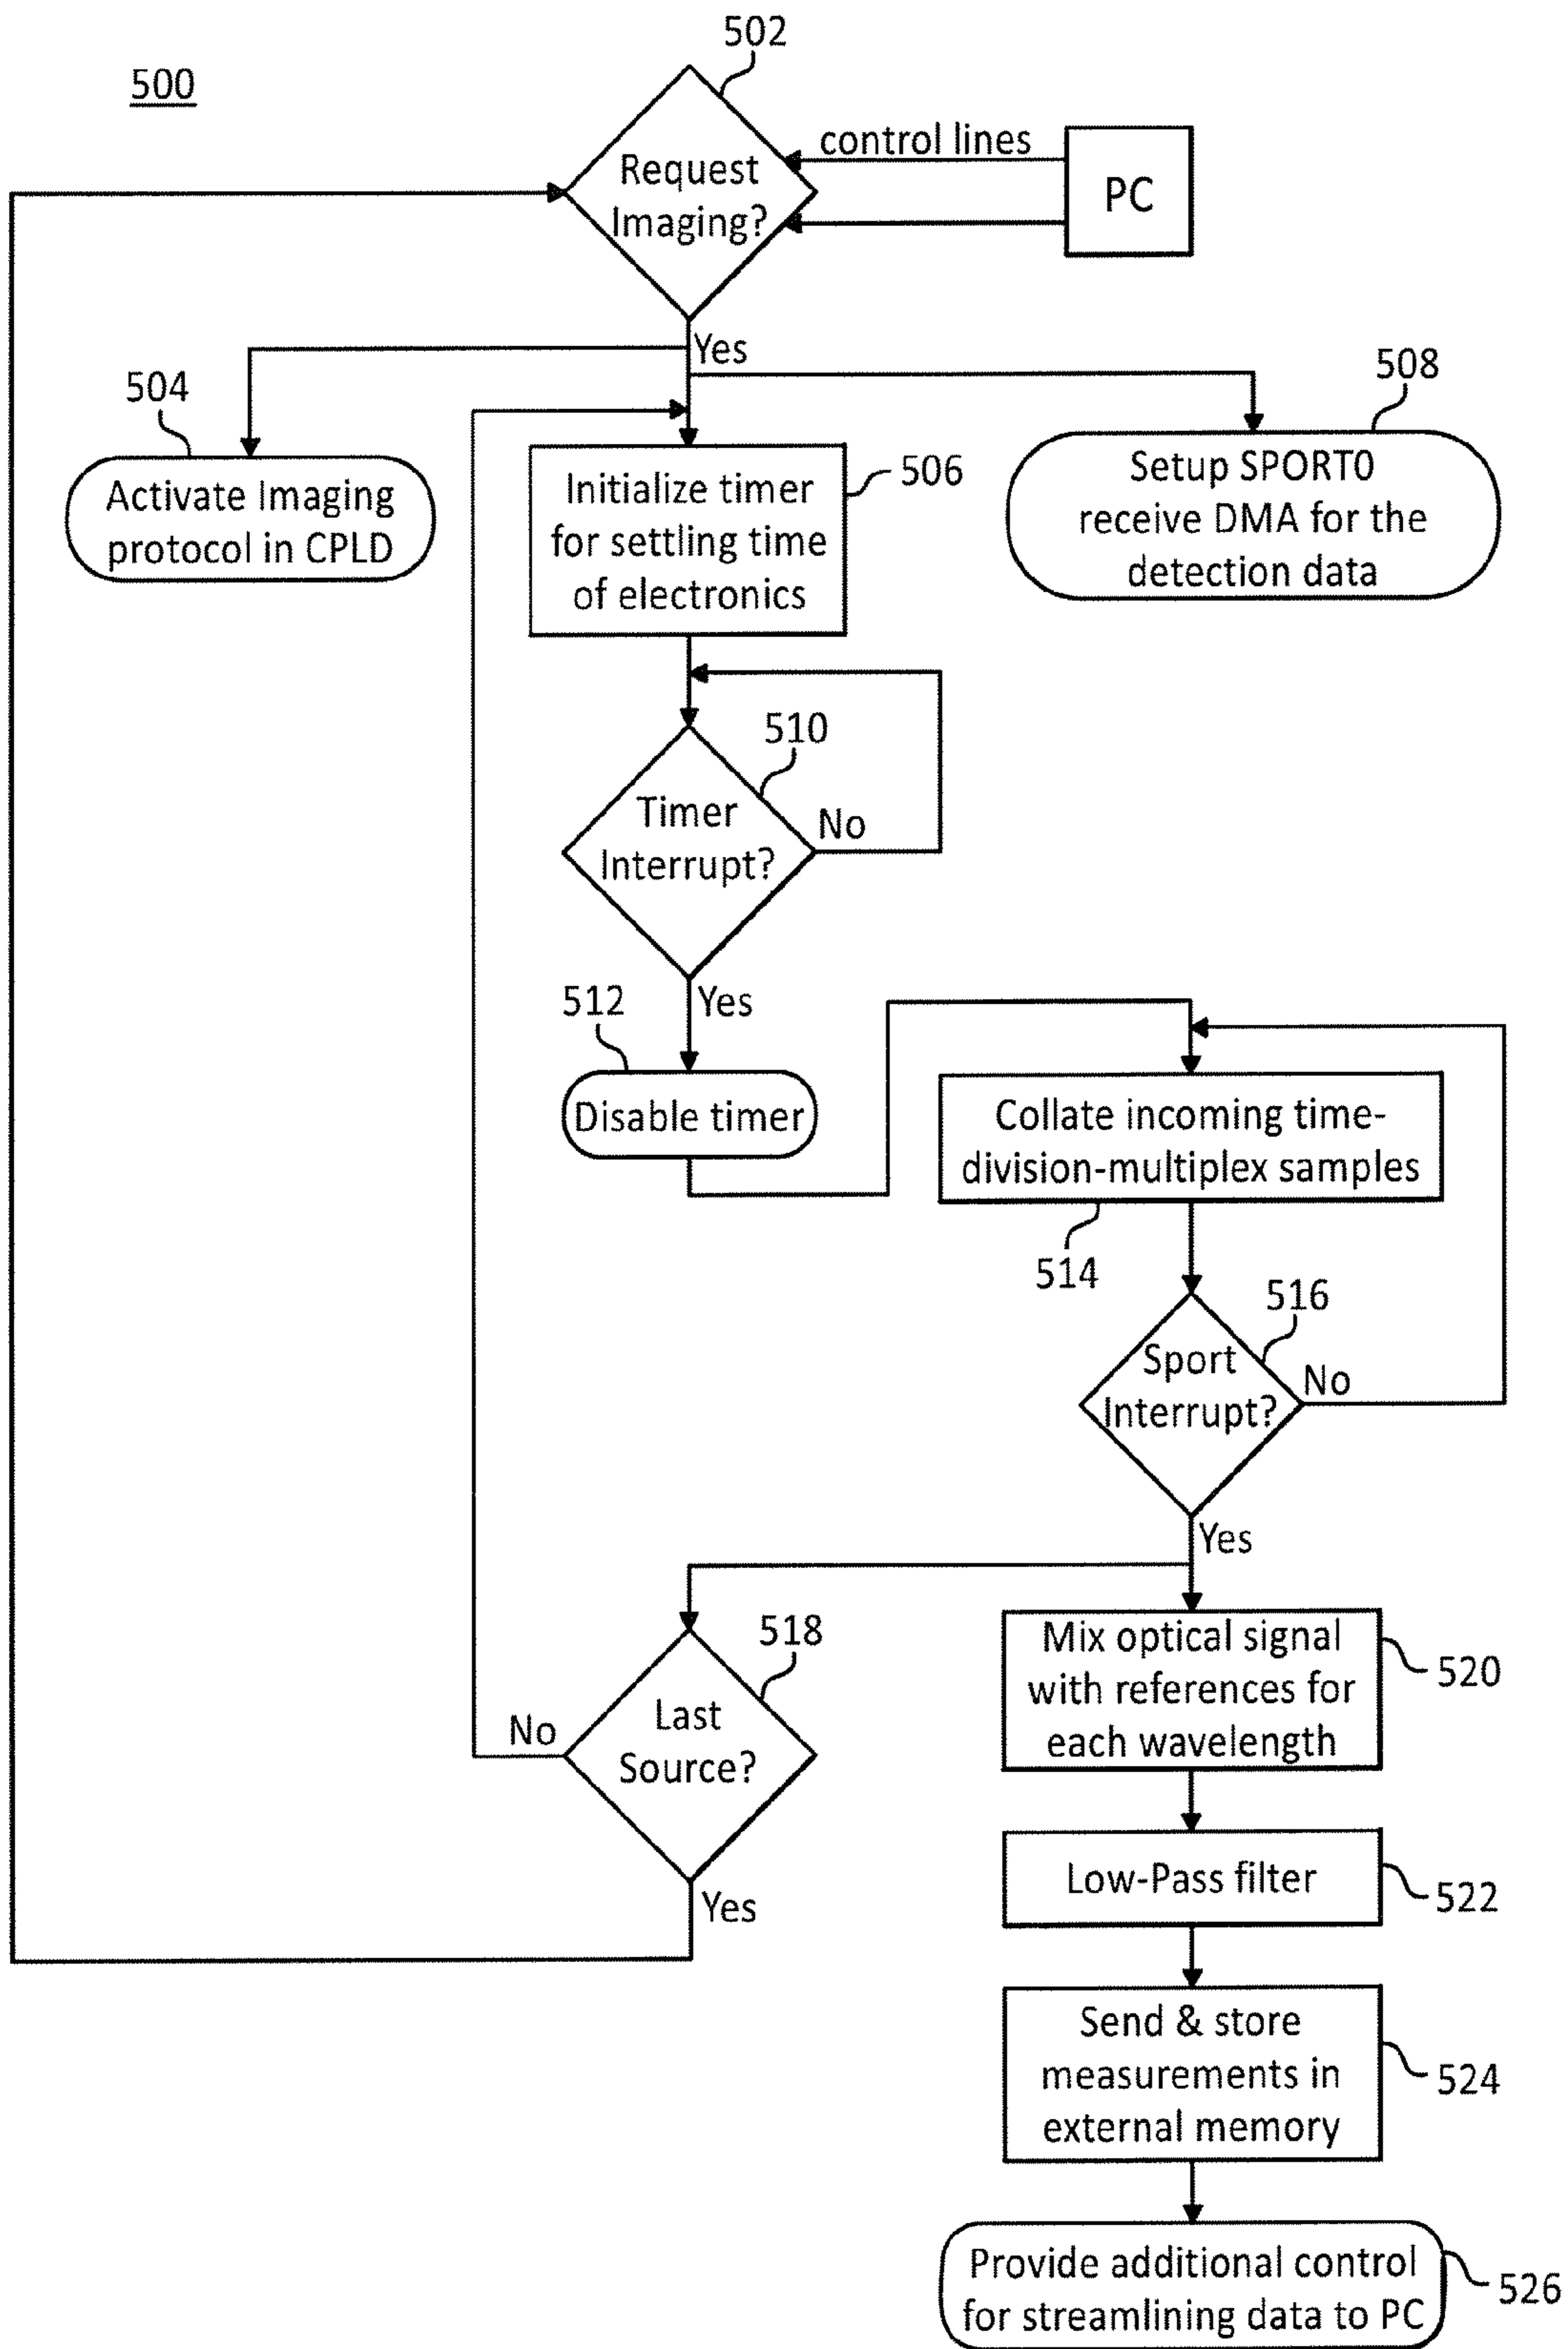 500
502
Request
Imaging?
control lines
PC
Yes
504
Activate Imaging
protocol in CPLD
Initialize timer
for settling time
of electronics
506
508
Setup SPORT0
receive DMA for the
detection data
510
Timer
Interrupt?
No
Yes
512
Disable timer
Collate incoming time-
division-multiplex samples
514
516
Sport
Interrupt?
No
Yes
518
Last
Source?
No
Yes
Mix optical signal
with references for
each wavelength
520
Low-Pass filter
522
Send & store
measurements in
external memory
524
Provide additional control
for streamlining data to PC
526